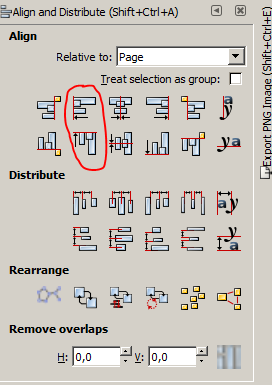 Align and Distribute (Shift+Ctrl+A)
Align
Relative to: Page
Treat selection as group:
Distribute
Rearrange
Remove overlaps
H: 0,0 V: 0,0
Export PNG Image (Shift+Ctrl+E)